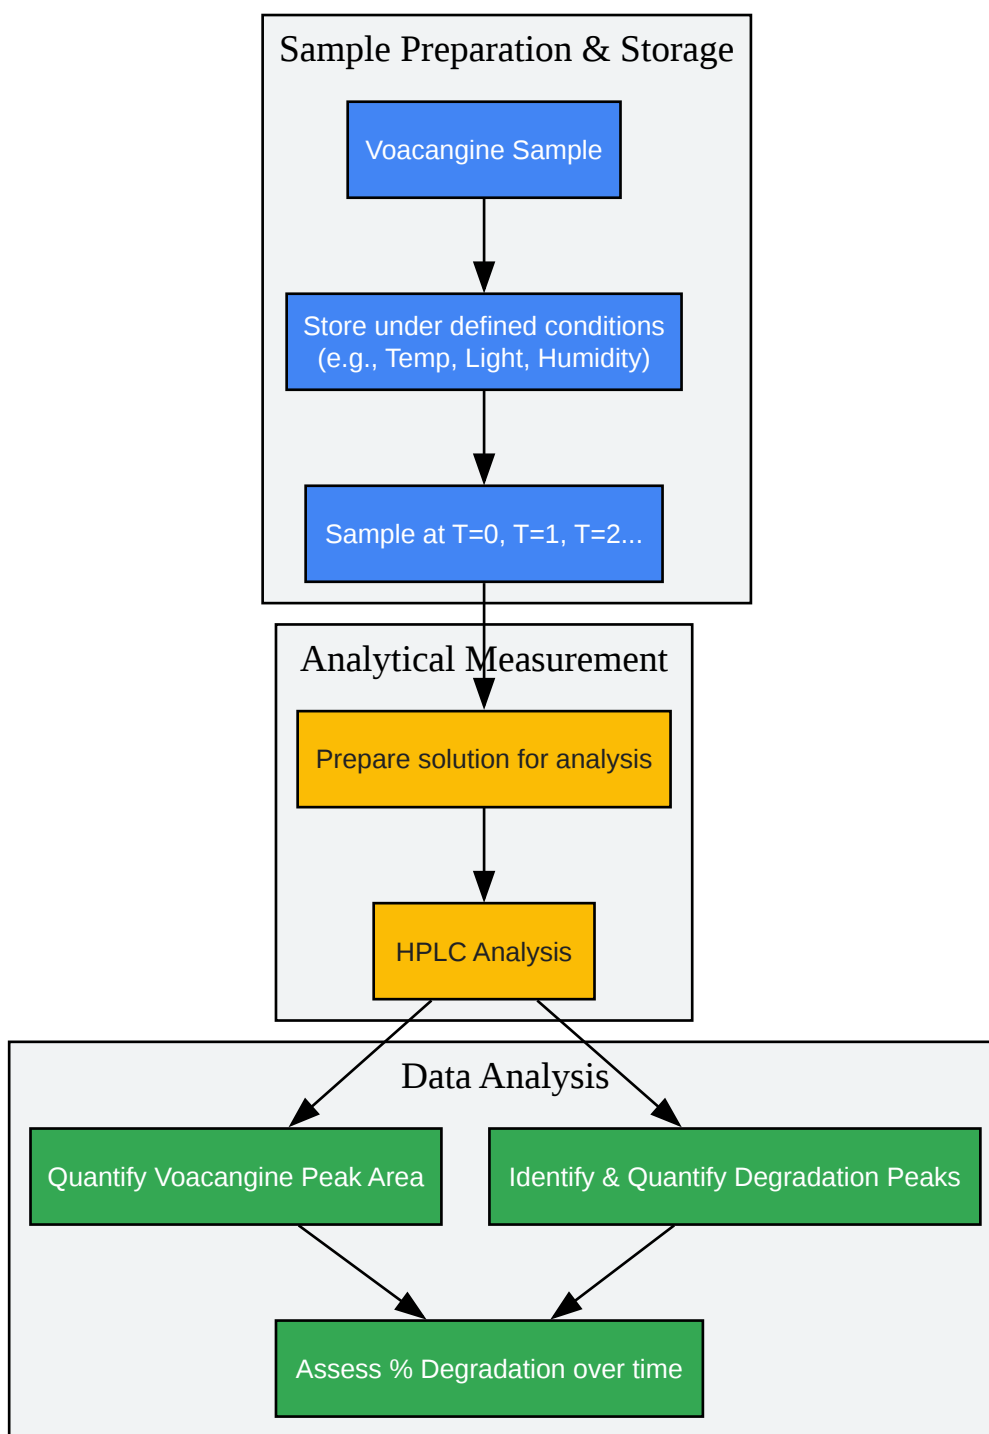 Sample Preparation & Storage
Voacangine Sample
Store under defined conditions
(e.g., Temp, Light, Humidity)
Sample at T=0, T=1, T=2...
Analytical Measurement
Prepare solution for analysis
HPLC Analysis
Data Analysis
Quantify Voacangine Peak Area
Identify & Quantify Degradation Peaks
Assess % Degradation over time